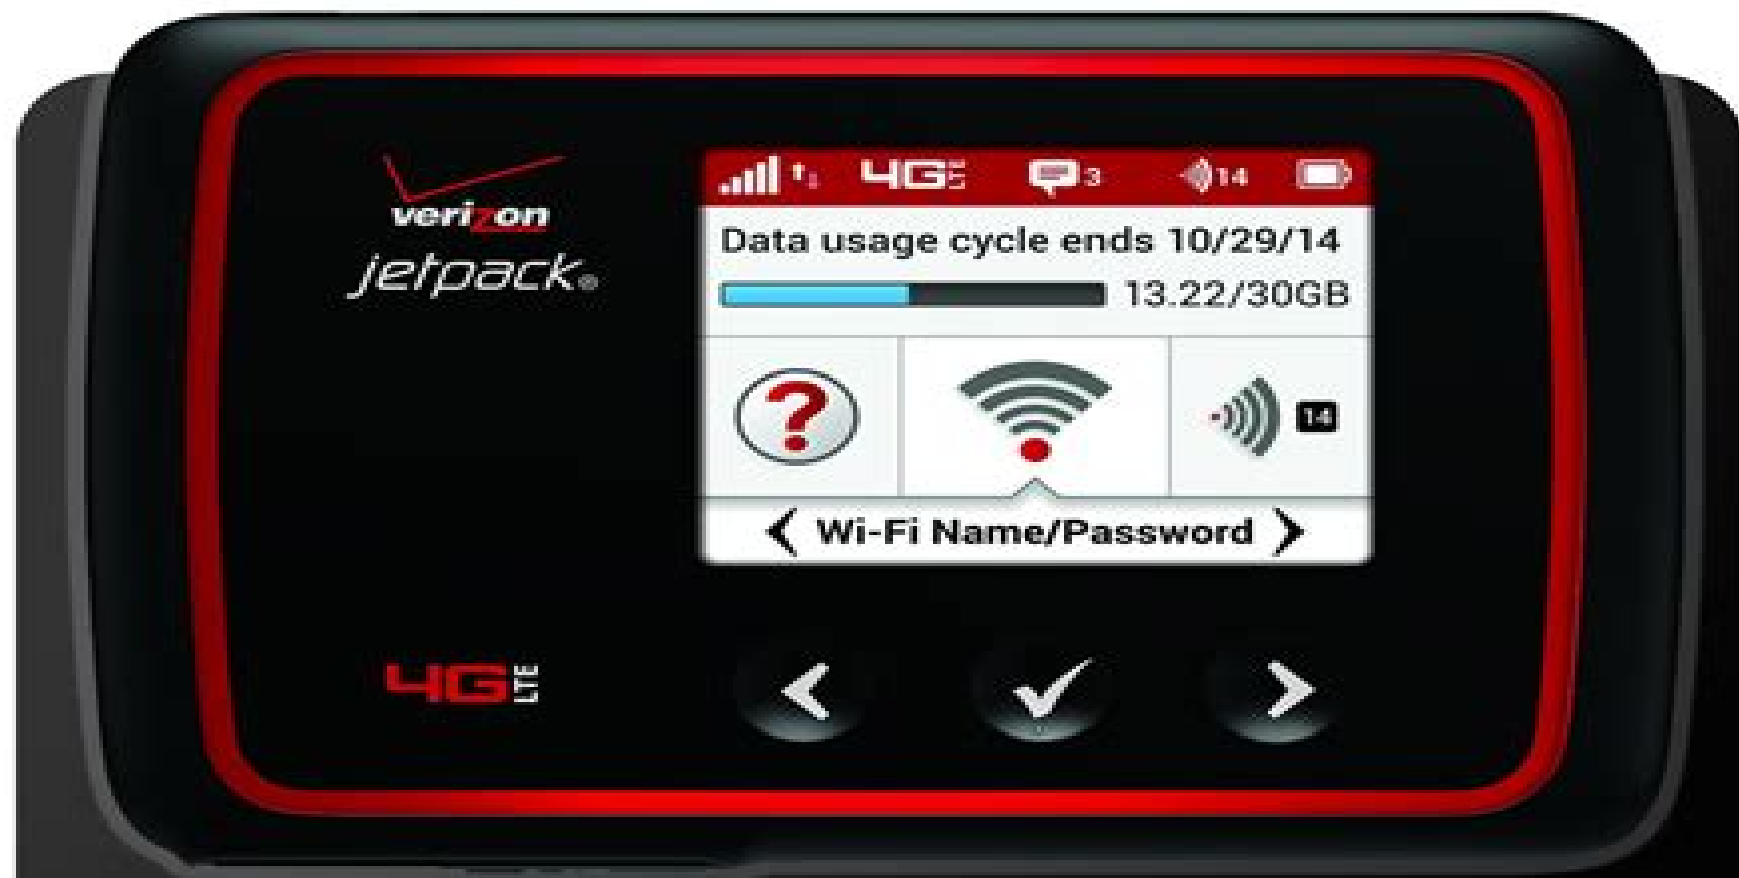 verizon
jetpack®
4G LTE 3 14
Data usage cycle ends 10/29/14
13.22/30GB
?
14
Wi-Fi Name/Password
4G LTE